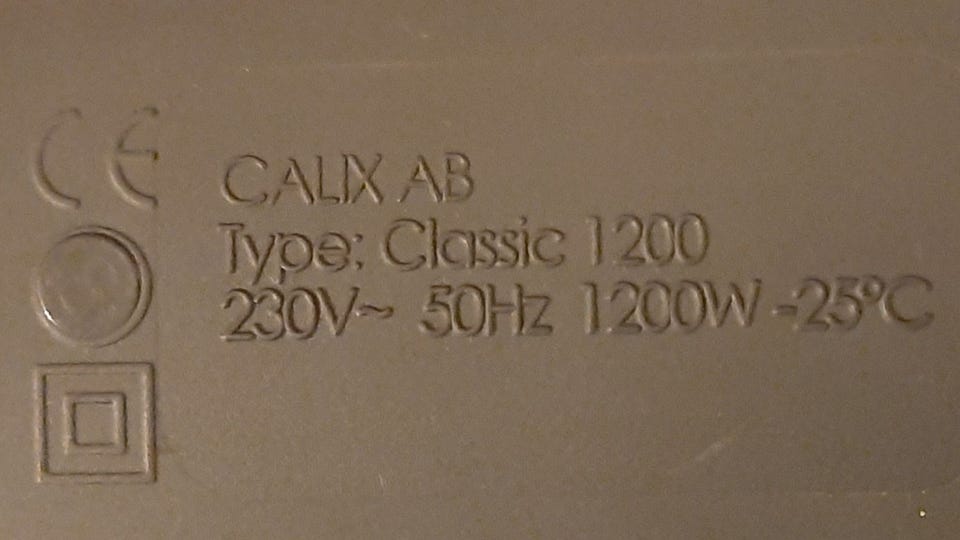 CE
CALIX AB
Type: Classic 1200
230V~ 50Hz 1200W -25°C